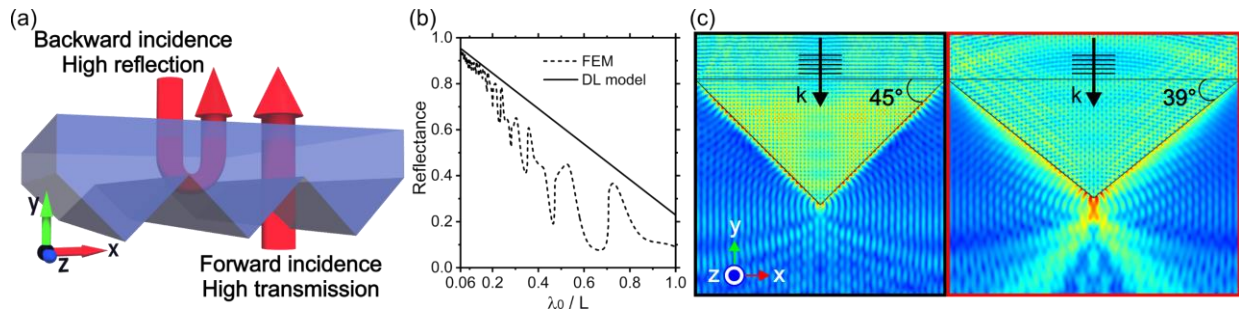 (a)
Backward incidence
High reflection
y
x
z
Forward incidence
High transmission
(b)
Reflectance
1.0
0.8
0.6
0.4
0.2
0.0
FEM
DL model
0.06 0.2 0.4 0.6 0.8 1.0
λ0 / L
(c)
k
45°
y
z x
k
39°